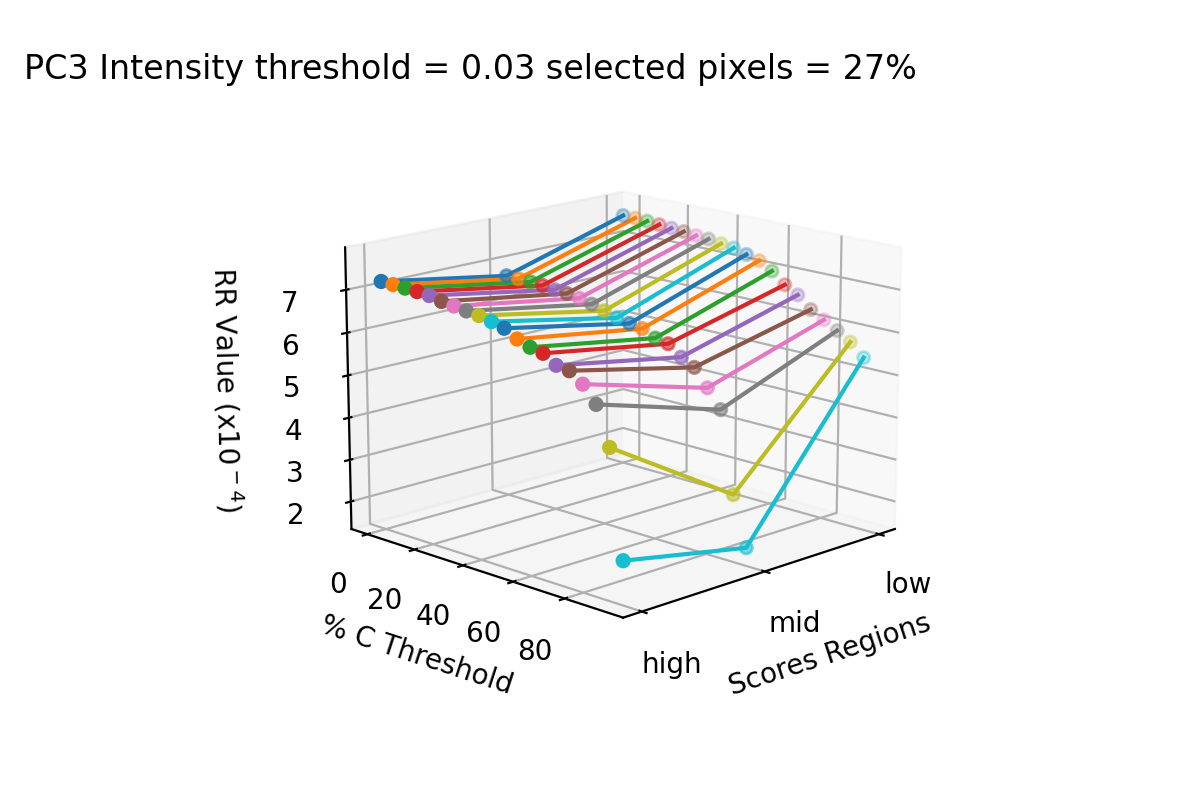 PC3 Intensity threshold = 0.03 selected pixels = 27%
RR Value (x10⁻⁴)
7
6
5
4
3
2
0
20
40
60
80
% C Threshold
high
mid
low
Scores Regions